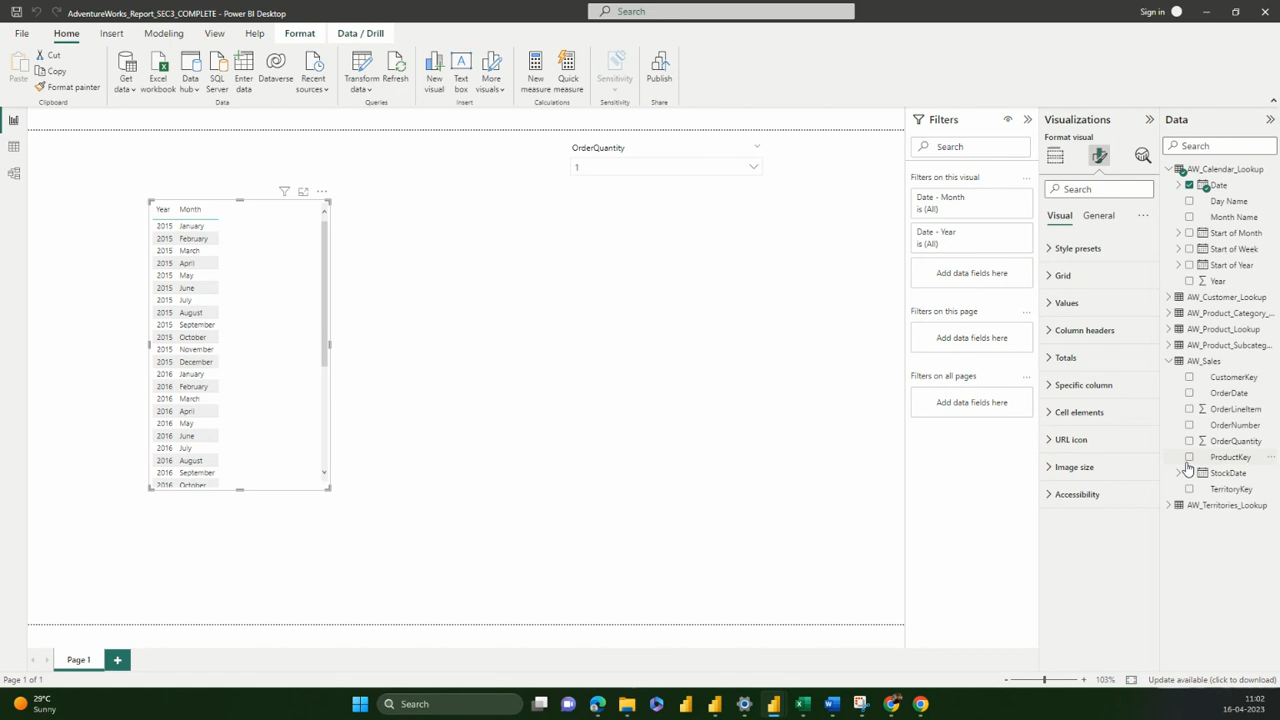 AdventureWorks_Report_SEC3_COMPLETE - Power BI Desktop
Search
Sign in
File
Home
Insert
Modeling
View
Help
Format
Data / Drill
Paste
Cut
Copy
Format painter
Clipboard
Get data
Excel workbook
Data hub
SQL Server
Enter data
Dataverse
Recent sources
Data
Transform data
Refresh
Queries
New visual
Text box
More visuals
Insert
New measure
Quick measure
Calculations
Sensitivity
Sensitivity
Publish
Share
OrderQuantity
1
Year Month
2015 January
2015 February
2015 March
2015 April
2015 May
2015 June
2015 July
2015 August
2015 September
2015 October
2015 November
2015 December
2016 January
2016 February
2016 March
2016 April
2016 May
2016 June
2016 July
2016 August
2016 September
2016 October
Filters
Search
Filters on this visual
Date - Month
is (All)
Date - Year
is (All)
Add data fields here
Filters on this page
Add data fields here
Filters on all pages
Add data fields here
Visualizations
Format visual
Search
Visual
General
Style presets
Grid
Values
Column headers
Totals
Specific column
Cell elements
URL icon
Image size
Accessibility
Data
Search
AW_Calendar_Lookup
Date
Day Name
Month Name
Start of Month
Start of Week
Start of Year
Year
AW_Customer_Lookup
AW_Product_Category_...
AW_Product_Lookup
AW_Product_Subcateg...
AW_Sales
CustomerKey
OrderDate
OrderLineItem
OrderNumber
OrderQuantity
ProductKey
StockDate
TerritoryKey
AW_Territories_Lookup
Page 1
Page 1 of 1
103%
Update available (click to download)
29°C
Sunny
Search
11:02
16-04-2023